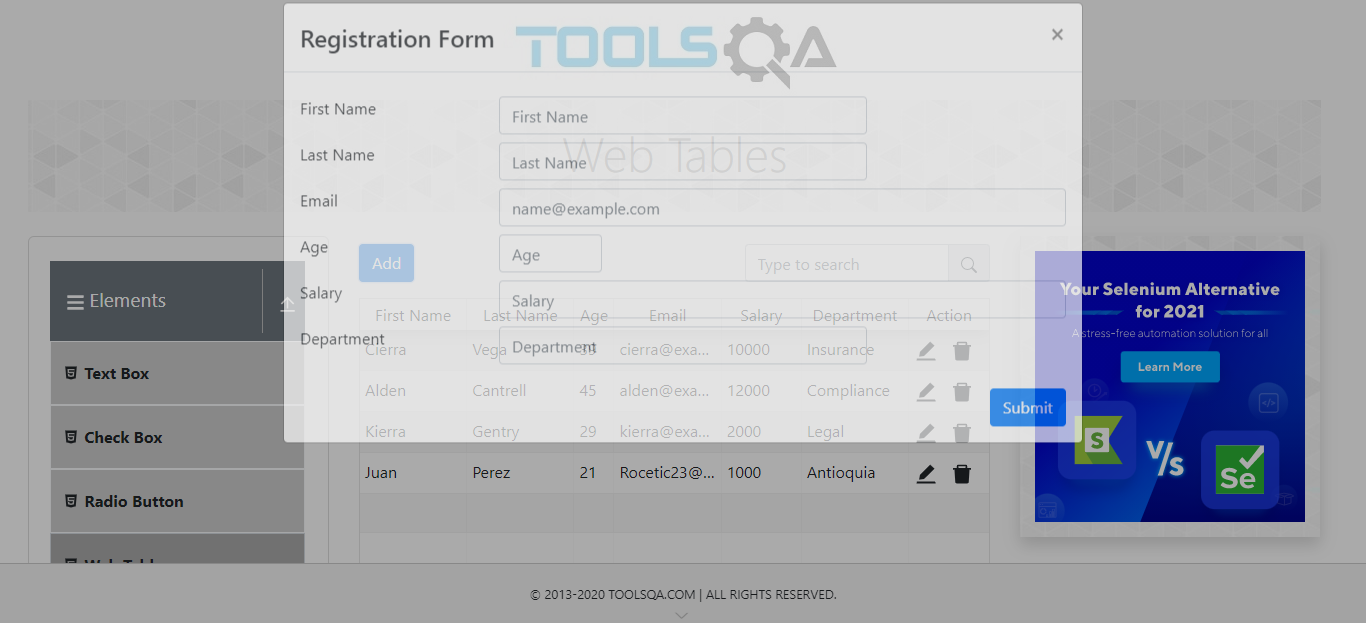 TOOLSQA
Registration Form ×
Web Tables
First Name First Name
Last Name Last Name
Email name@example.com
Age Age
Salary Salary
Department Department
Submit
Elements
Text Box
Check Box
Radio Button
Add Type to search
First Name Last Name Age Email Salary Department Action
Cierra Vega cierra@exa... 10000 Insurance
Alden Cantrell 45 alden@exa... 12000 Compliance
Kierra Gentry 29 kierra@exa... 2000 Legal
Juan Perez 21 Rocetic23@... 1000 Antioquia
Your Selenium Alternative
for 2021
A stress-free automation solution for all
Learn More
S
V/s
Se
© 2013-2020 TOOLSQA.COM | ALL RIGHTS RESERVED.